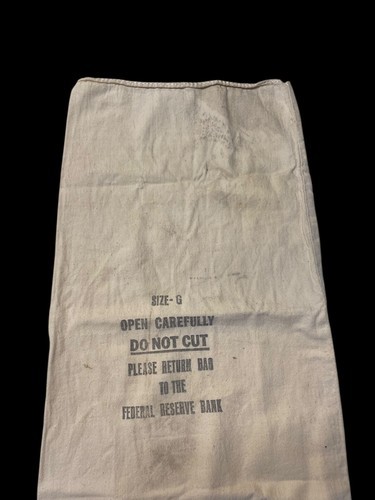 SIZE- G
OPEN CAREFULLY
DO NOT CUT
PLEASE RETURN BAG
TO THE
FEDERAL RESERVE BANK